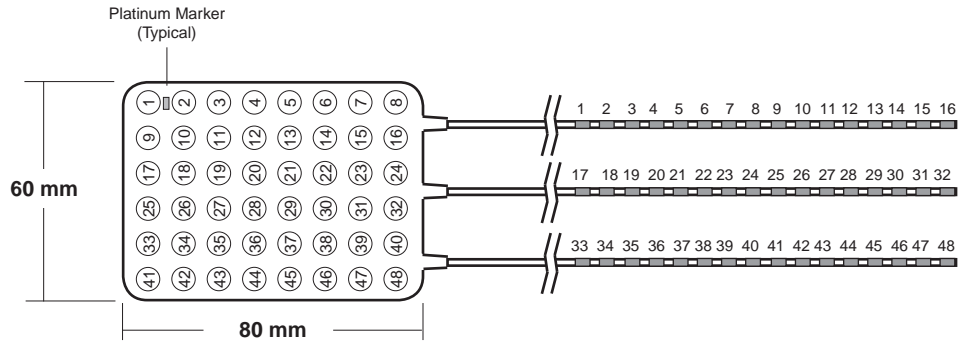 Platinum Marker
(Typical)
1 2 3 4 5 6 7 8
9 10 11 12 13 14 15 16
17 18 19 20 21 22 23 24
25 26 27 28 29 30 31 32
33 34 35 36 37 38 39 40
41 42 43 44 45 46 47 48
60 mm
80 mm
1 2 3 4 5 6 7 8 9 10 11 12 13 14 15 16
17 18 19 20 21 22 23 24 25 26 27 28 29 30 31 32
33 34 35 36 37 38 39 40 41 42 43 44 45 46 47 48